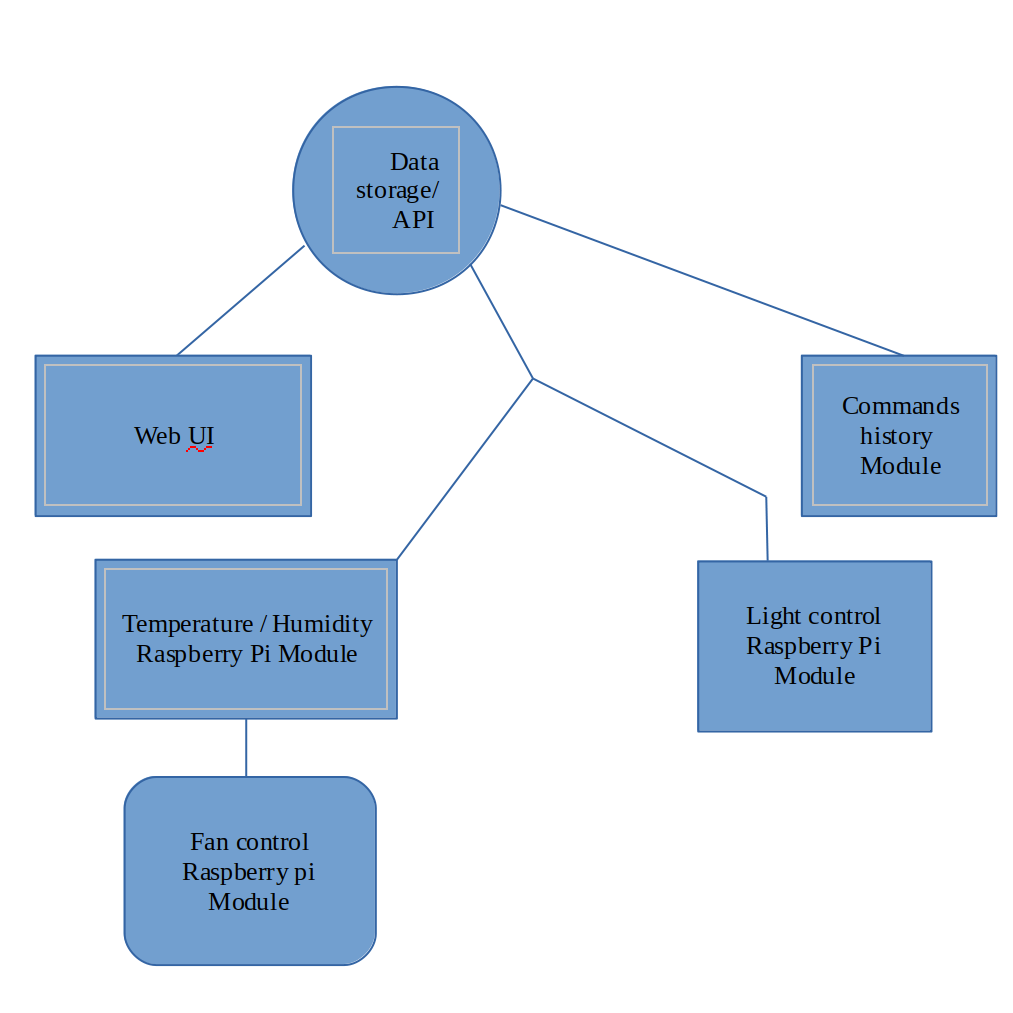 Data
storage/
API
Web UI
Commands
history
Module
Temperature / Humidity
Raspberry Pi Module
Light control
Raspberry Pi
Module
Fan control
Raspberry pi
Module